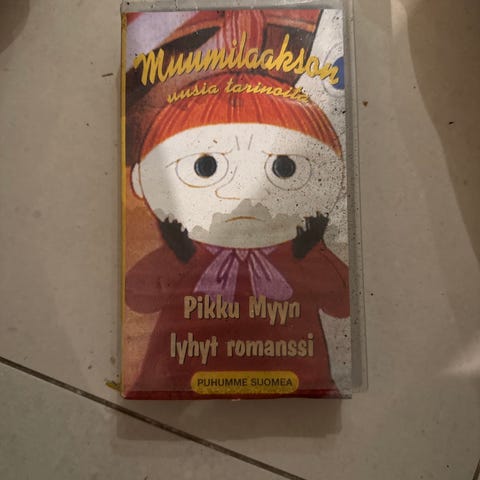 Muumilaakson
uusia tarinoita
Pikku Myyn
lyhyt romanssi
PUHUMME SUOMEA